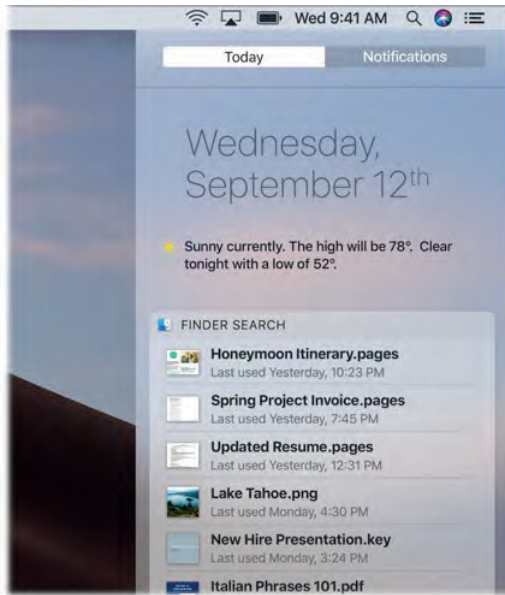 Wed 9:41 AM
Today Notifications
Wednesday,
September 12th
Sunny currently. The high will be 78°. Clear
tonight with a low of 52°.
FINDER SEARCH
Honeymoon Itinerary.pages
Last used Yesterday, 10:23 PM
Spring Project Invoice.pages
Last used Yesterday, 7:45 PM
Updated Resume.pages
Last used Yesterday, 12:31 PM
Lake Tahoe.png
Last used Monday, 4:30 PM
New Hire Presentation.key
Last used Monday, 3:24 PM
Italian Phrases 101.pdf